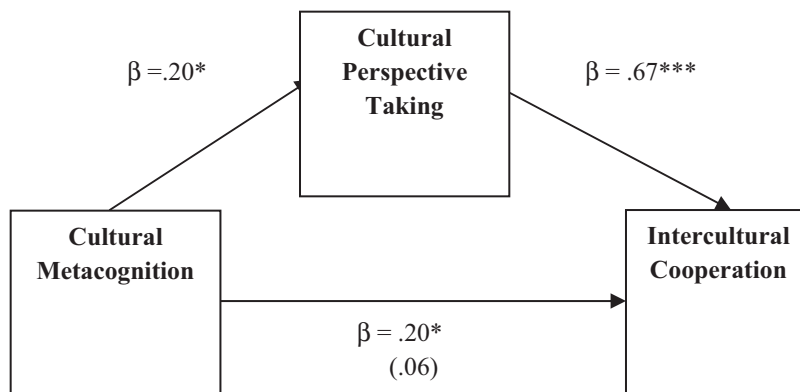 Cultural
Perspective
Taking
β =.20*
β = .67***
Cultural
Metacognition
Intercultural
Cooperation
β = .20*
(.06)